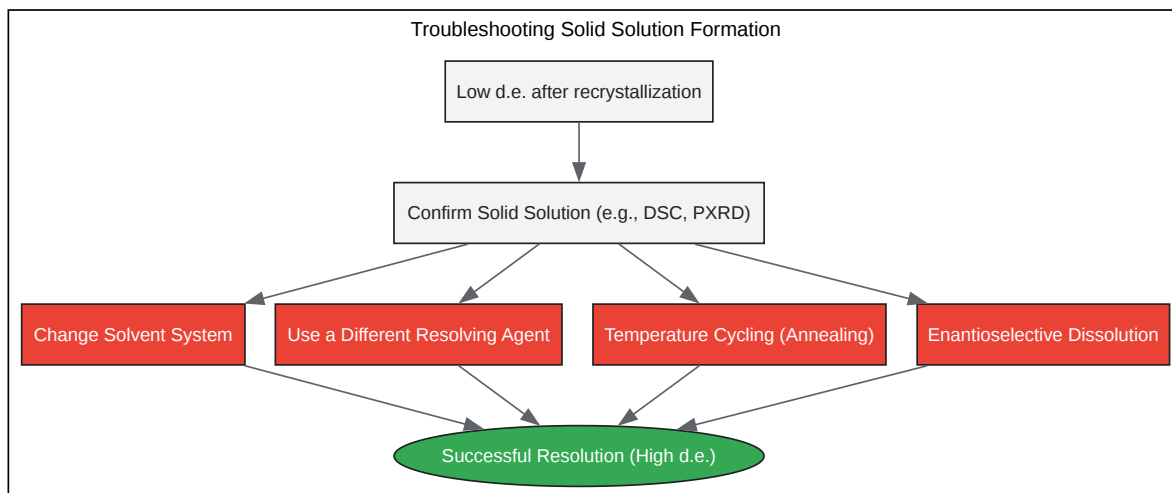 Troubleshooting Solid Solution Formation
Low d.e. after recrystallization
Confirm Solid Solution (e.g., DSC, PXRD)
Change Solvent System
Use a Different Resolving Agent
Temperature Cycling (Annealing)
Enantioselective Dissolution
Successful Resolution (High d.e.)